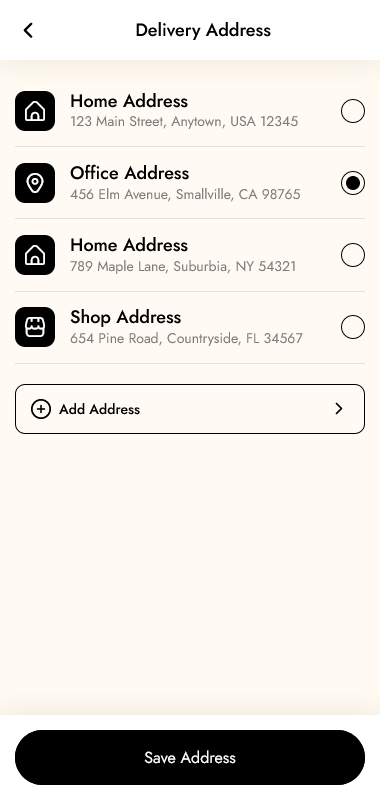 Delivery Address
Home Address
123 Main Street, Anytown, USA 12345
Office Address
456 Elm Avenue, Smallville, CA 98765
Home Address
789 Maple Lane, Suburbia, NY 54321
Shop Address
654 Pine Road, Countryside, FL 34567
Add Address
Save Address